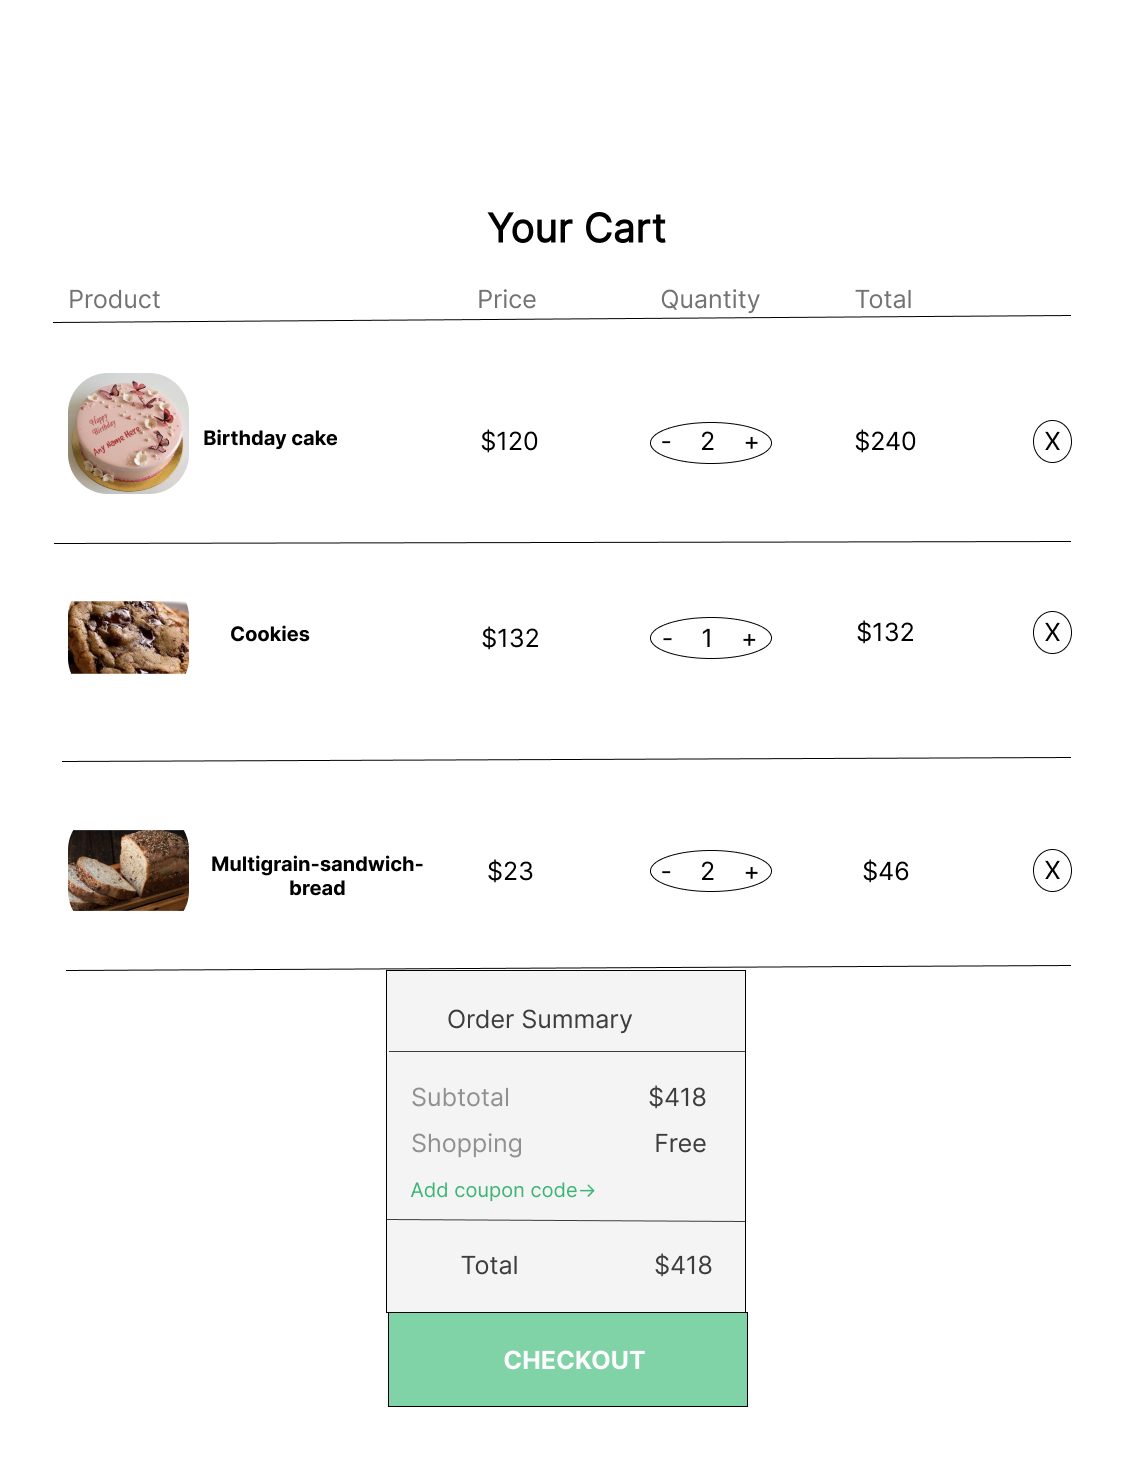 Your Cart
Product Price Quantity Total
Happy
Birthday
Any Name Here
Birthday cake $120 - 2 + $240 X
Cookies $132 - 1 + $132 X
Multigrain-sandwich-
bread $23 - 2 + $46 X
Order Summary
Subtotal $418
Shopping Free
Add coupon code→
Total $418
CHECKOUT